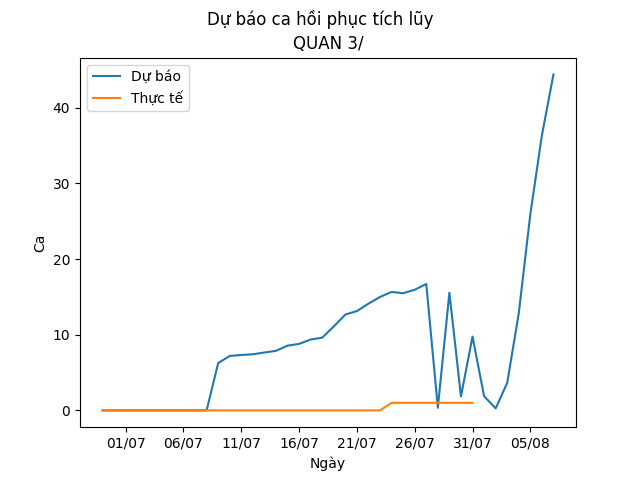 Dự báo ca hồi phục tích lũy
QUAN 3/
Dự báo
Thực tế
40
30
20
10
0
Ca
01/07 06/07 11/07 16/07 21/07 26/07 31/07 05/08
Ngày